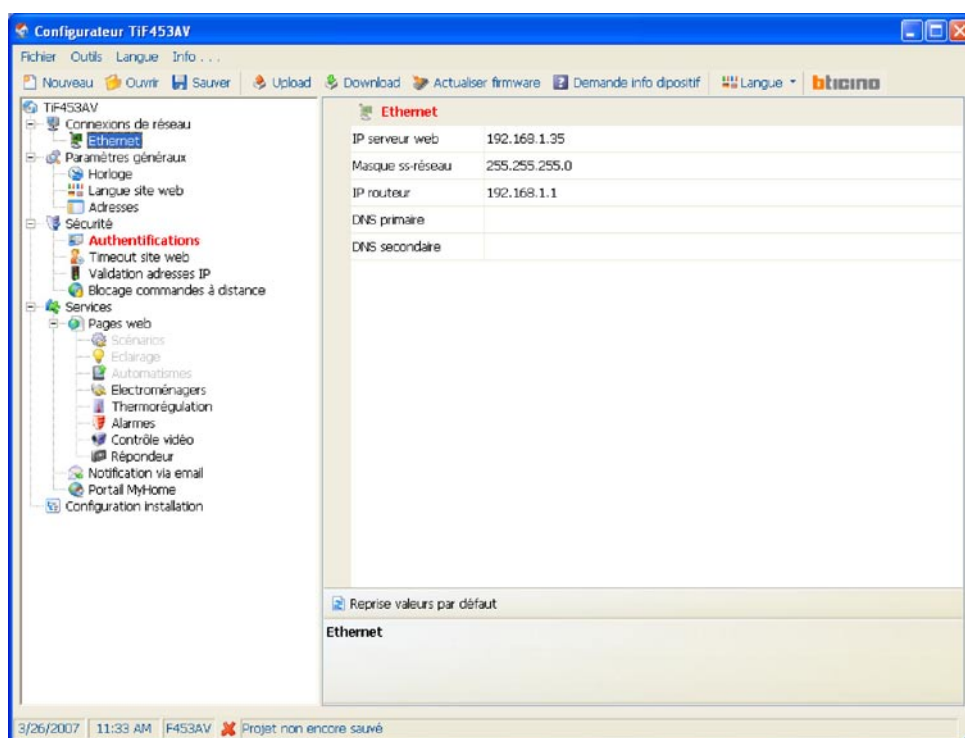 Configurateur TiF453AV
Fichier Outils Langue Info . . .
Nouveau Ouvrir Sauver Upload Download Actualiser firmware Demande info dipositif Langue bticino
TiF453AV
Connexions de réseau
Ethernet
Paramètres généraux
Horloge
Langue site web
Adresses
Sécurité
Authentifications
Timeout site web
Validation adresses IP
Blocage commandes à distance
Services
Pages web
Scénarios
Eclairage
Automatismes
Electroménagers
Thermorégulation
Alarmes
Contrôle vidéo
Répondeur
Notification via email
Portail MyHome
Configuration installation
Ethernet
IP serveur web 192.168.1.35
Masque ss-réseau 255.255.255.0
IP routeur 192.168.1.1
DNS primaire
DNS secondaire
Reprise valeurs par défaut
Ethernet
3/26/2007 11:33 AM F453AV Projet non encore sauvé